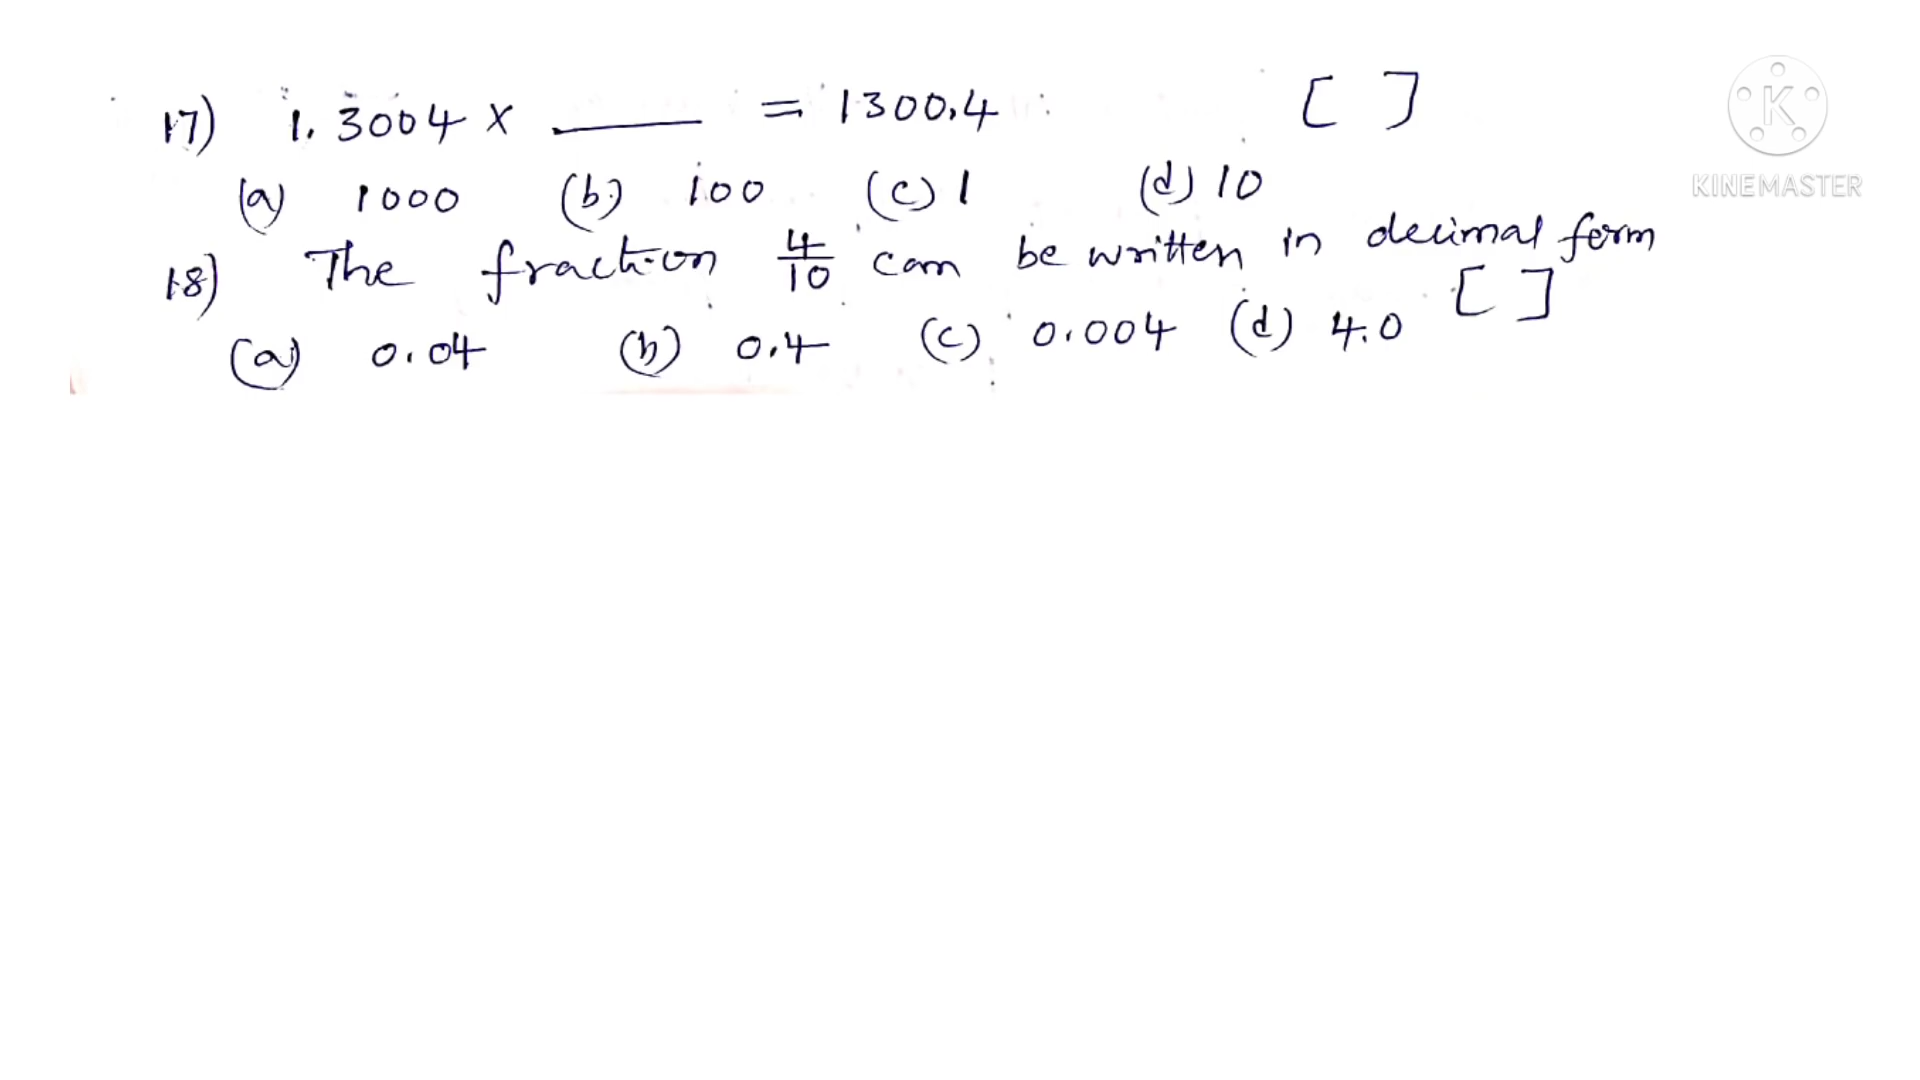 17) 1.3004 × ____ = 1300.4 [ ]
(a) 1000 (b) 100 (c) 1 (d) 10
18) The fraction 4/10 can be written in decimal form [ ]
(a) 0.04 (b) 0.4 (c) 0.004 (d) 4.0
K
KINEMASTER